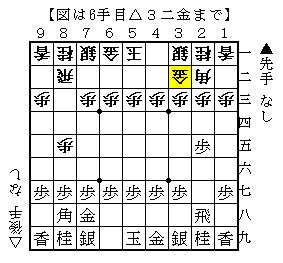 【図は6手目△３二金まで】
９ ８ ７ ６ ５ ４ ３ ２ １
香 桂 銀 金 玉 銀 桂 香 一
飛 金 角 二
歩 歩 歩 歩 歩 歩 歩 三
四
歩 歩 五
六
歩 歩 歩 歩 歩 歩 歩 七
角 金 飛 八
香 桂 銀 玉 金 銀 桂 香 九
▲先手 なし
△後手 なし